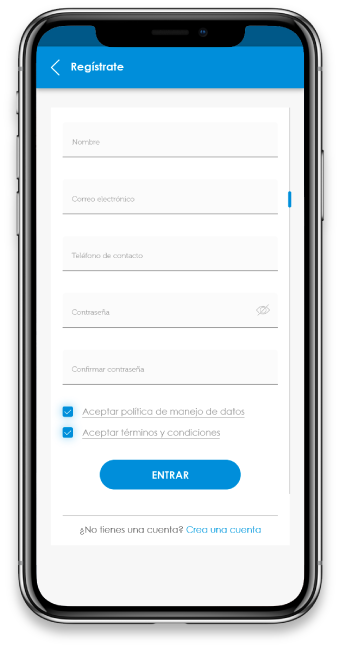 Regístrate
Nombre
Correo electrónico
Teléfono de contacto
Contraseña
Confirmar contraseña
Aceptar política de manejo de datos
Aceptar términos y condiciones
ENTRAR
¿No tienes una cuenta? Crea una cuenta